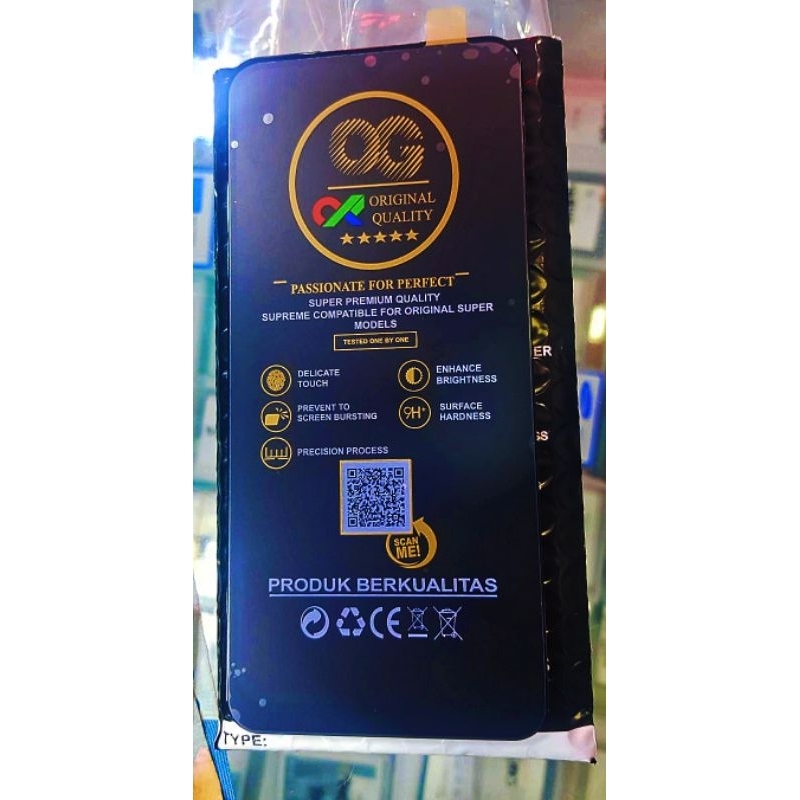 OG
ORIGINAL
QUALITY
PASSIONATE FOR PERFECT
SUPER PREMIUM QUALITY
SUPREME COMPATIBLE FOR ORIGINAL SUPER
MODELS
TESTED ONE BY ONE
DELICATE
TOUCH
ENHANCE
BRIGHTNESS
PREVENT TO
SCREEN BURSTING
9H+
SURFACE
HARDNESS
PRECISION PROCESS
SCAN
ME!
PRODUK BERKUALITAS
CE
ER
SS
TYPE: